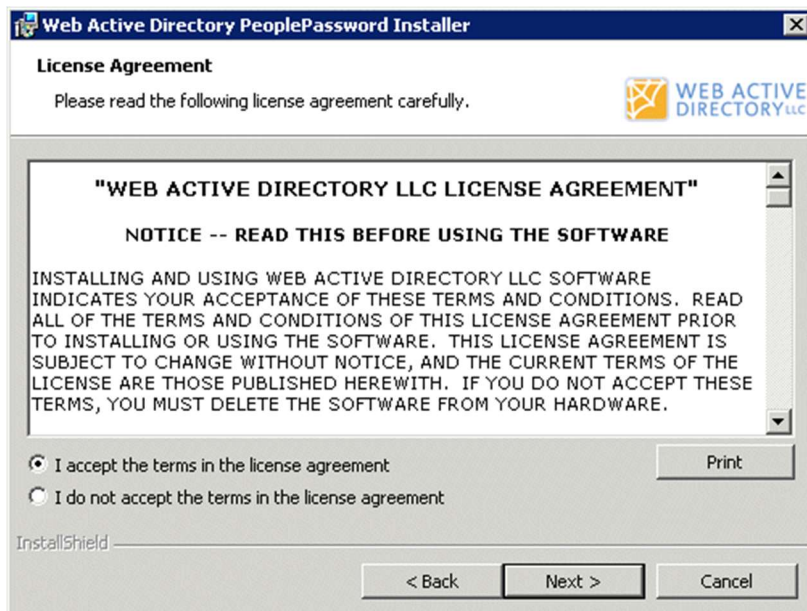 Web Active Directory PeoplePassword Installer
License Agreement
Please read the following license agreement carefully.
WEB ACTIVE
DIRECTORY LLC
"WEB ACTIVE DIRECTORY LLC LICENSE AGREEMENT"
NOTICE -- READ THIS BEFORE USING THE SOFTWARE
INSTALLING AND USING WEB ACTIVE DIRECTORY LLC SOFTWARE
INDICATES YOUR ACCEPTANCE OF THESE TERMS AND CONDITIONS. READ
ALL OF THE TERMS AND CONDITIONS OF THIS LICENSE AGREEMENT PRIOR
TO INSTALLING OR USING THE SOFTWARE. THIS LICENSE AGREEMENT IS
SUBJECT TO CHANGE WITHOUT NOTICE, AND THE CURRENT TERMS OF THE
LICENSE ARE THOSE PUBLISHED HEREWITH. IF YOU DO NOT ACCEPT THESE
TERMS, YOU MUST DELETE THE SOFTWARE FROM YOUR HARDWARE.
I accept the terms in the license agreement
Print
I do not accept the terms in the license agreement
InstallShield
< Back
Next >
Cancel